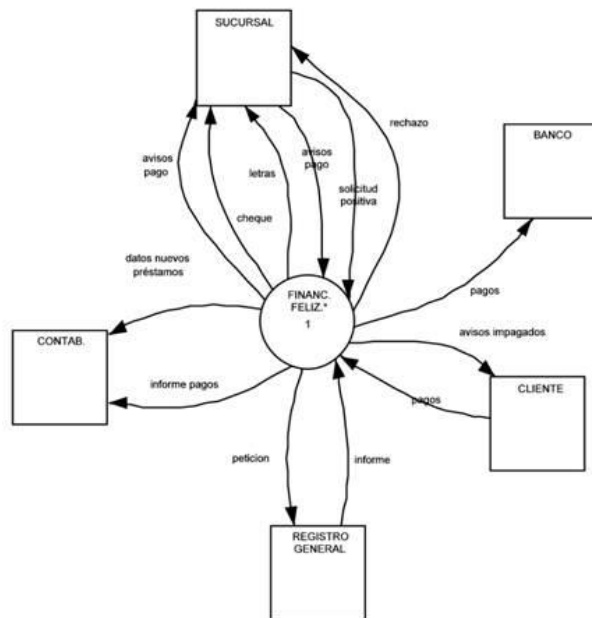 SUCURSAL
rechazo
BANCO
avisos
pago
letras
avisos
pago
solicitud
positiva
cheque
datos nuevos
préstamos
FINANC.
FELIZ.*
1
pagos
CONTAB.
avisos impagados
CLIENTE
informe pagos
pagos
peticion
informe
REGISTRO
GENERAL